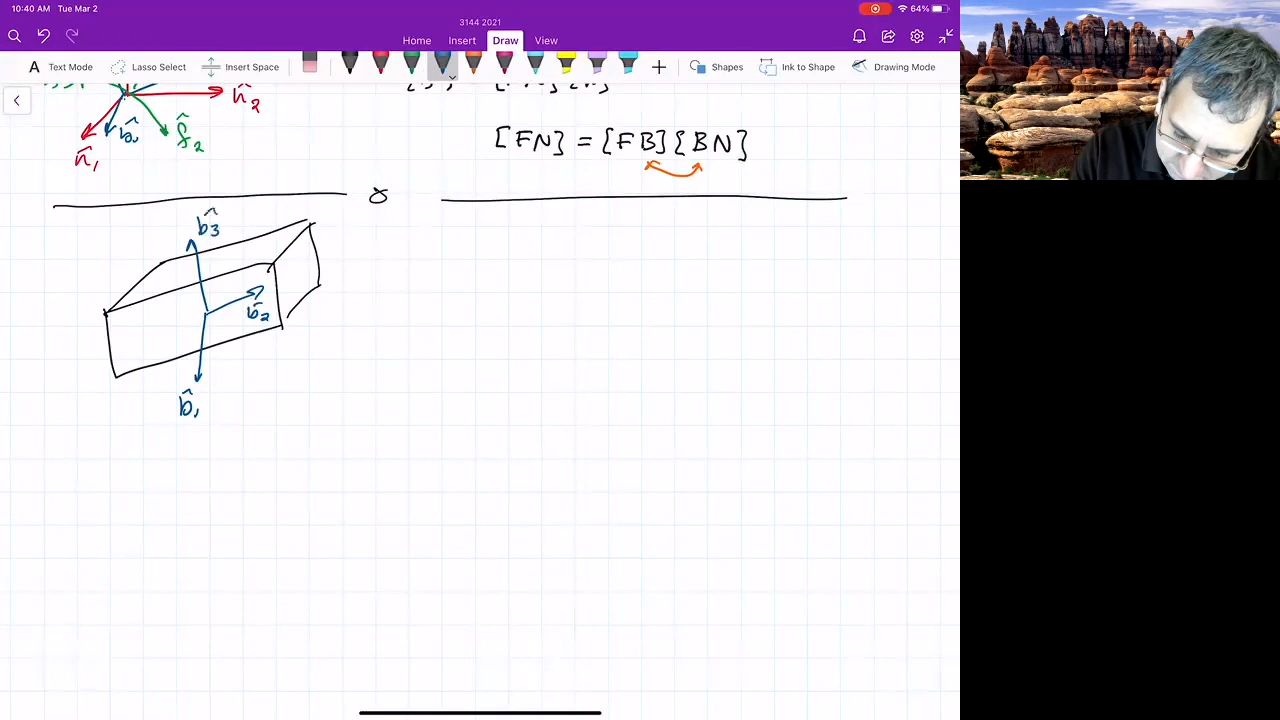 10:40 AM Tue Mar 2
64%
3144 2021
Home Insert Draw View
Text Mode Lasso Select Insert Space Shapes Ink to Shape Drawing Mode
n̂₂
f̂₂
n̂₁
[FN] = [FB][BN]
b̂₃
b̂₂
b̂₁